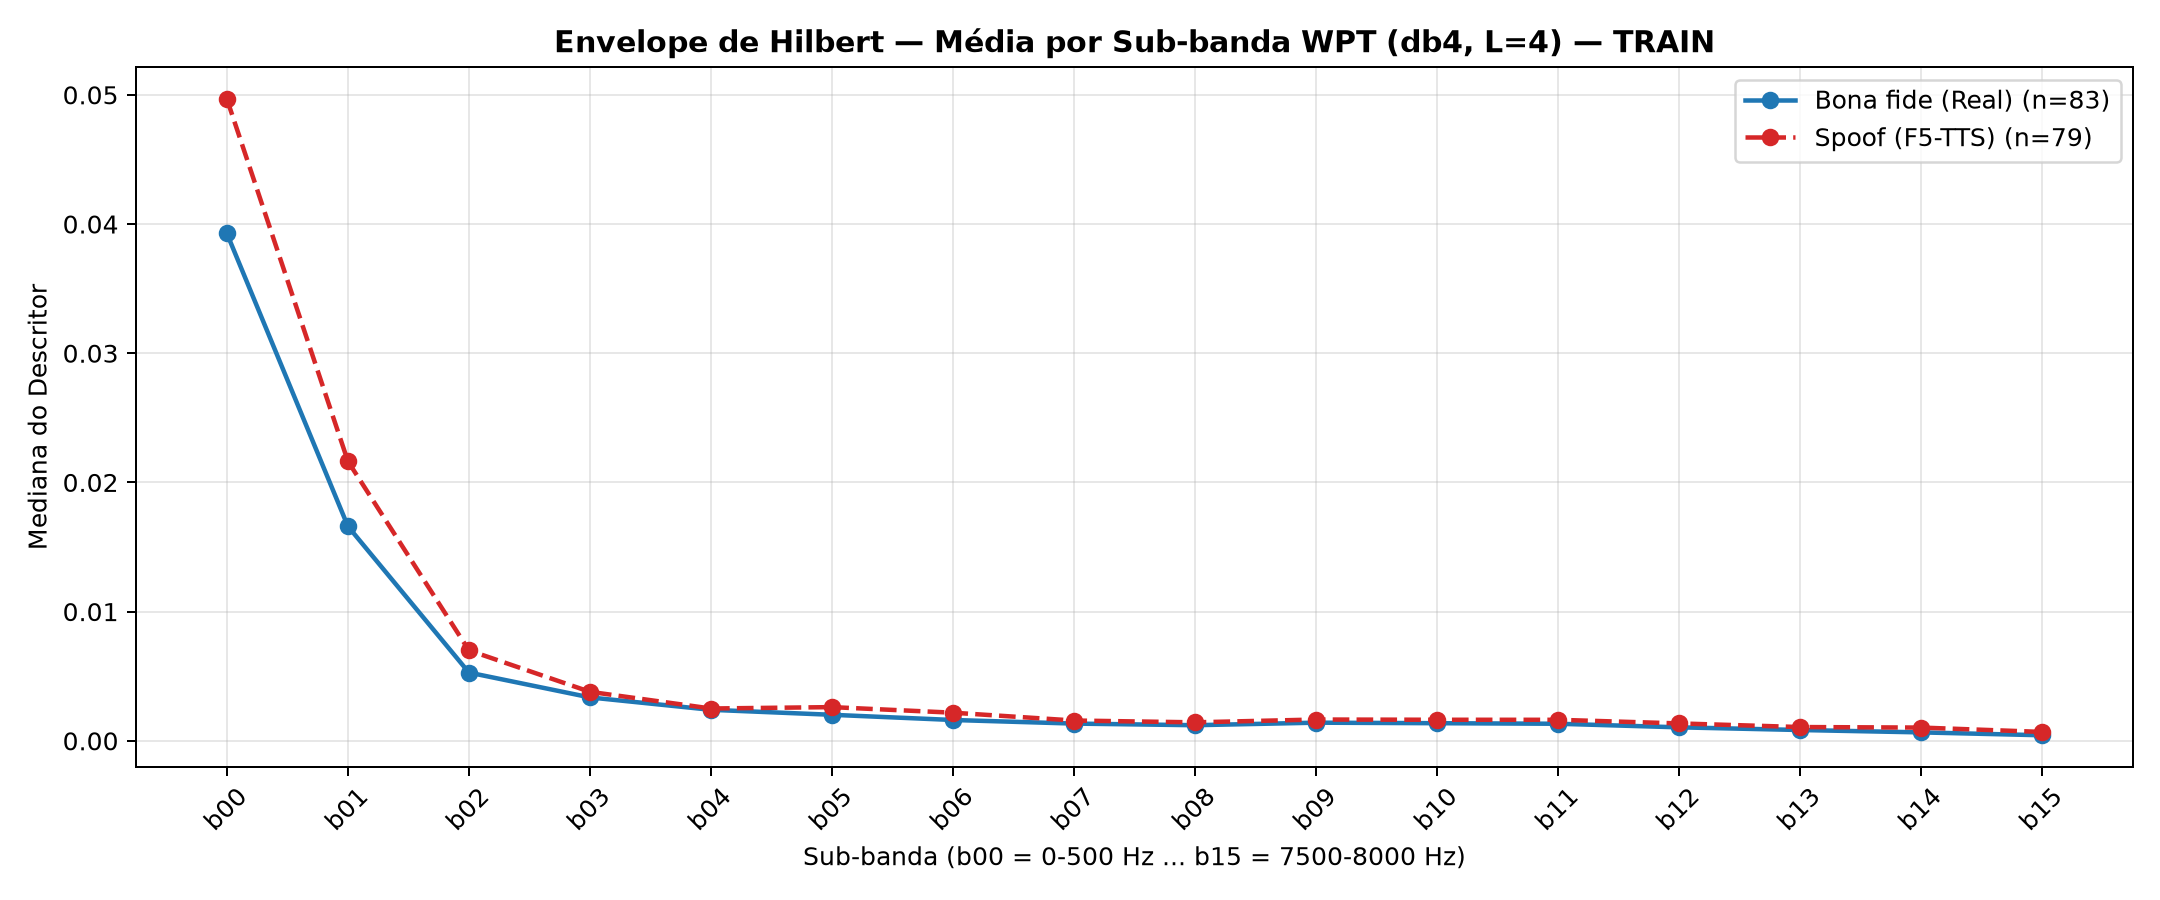 Envelope de Hilbert — Média por Sub-banda WPT (db4, L=4) — TRAIN
Bona fide (Real) (n=83)
Spoof (F5-TTS) (n=79)
Mediana do Descritor
0.05
0.04
0.03
0.02
0.01
0.00
b00
b01
b02
b03
b04
b05
b06
b07
b08
b09
b10
b11
b12
b13
b14
b15
Sub-banda (b00 = 0-500 Hz ... b15 = 7500-8000 Hz)